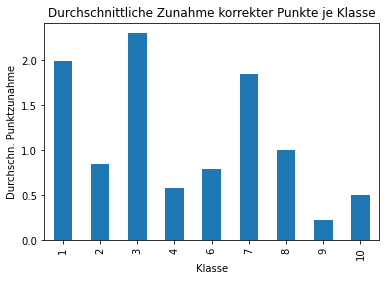 Durchschnittliche Zunahme korrekter Punkte je Klasse
Durchschn. Punktzunahme
2.0
1.5
1.0
0.5
0.0
1 2 3 4 6 7 8 9 10
Klasse